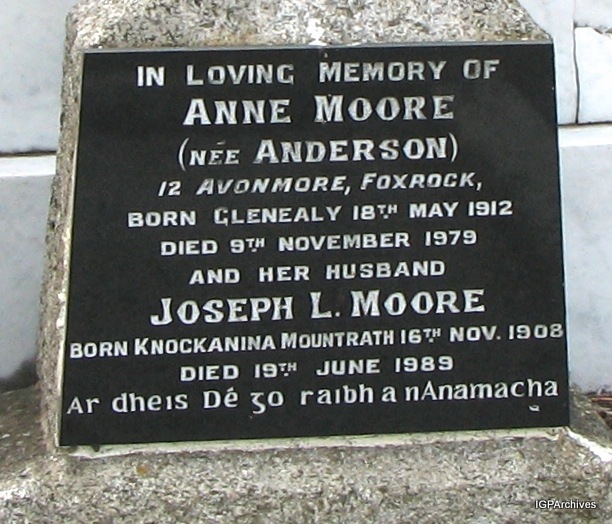 IN LOVING MEMORY OF
ANNE MOORE
(NÉE ANDERSON)
12 AVONMORE, FOXROCK,
BORN GLENEALY 18TH MAY 1912
DIED 9TH NOVEMBER 1979
AND HER HUSBAND
JOSEPH L. MOORE
BORN KNOCKANINA MOUNTRATH 16TH NOV. 1908
DIED 19TH JUNE 1989
Ar dheis Dé go raibh a nAnamacha
IGPArchives